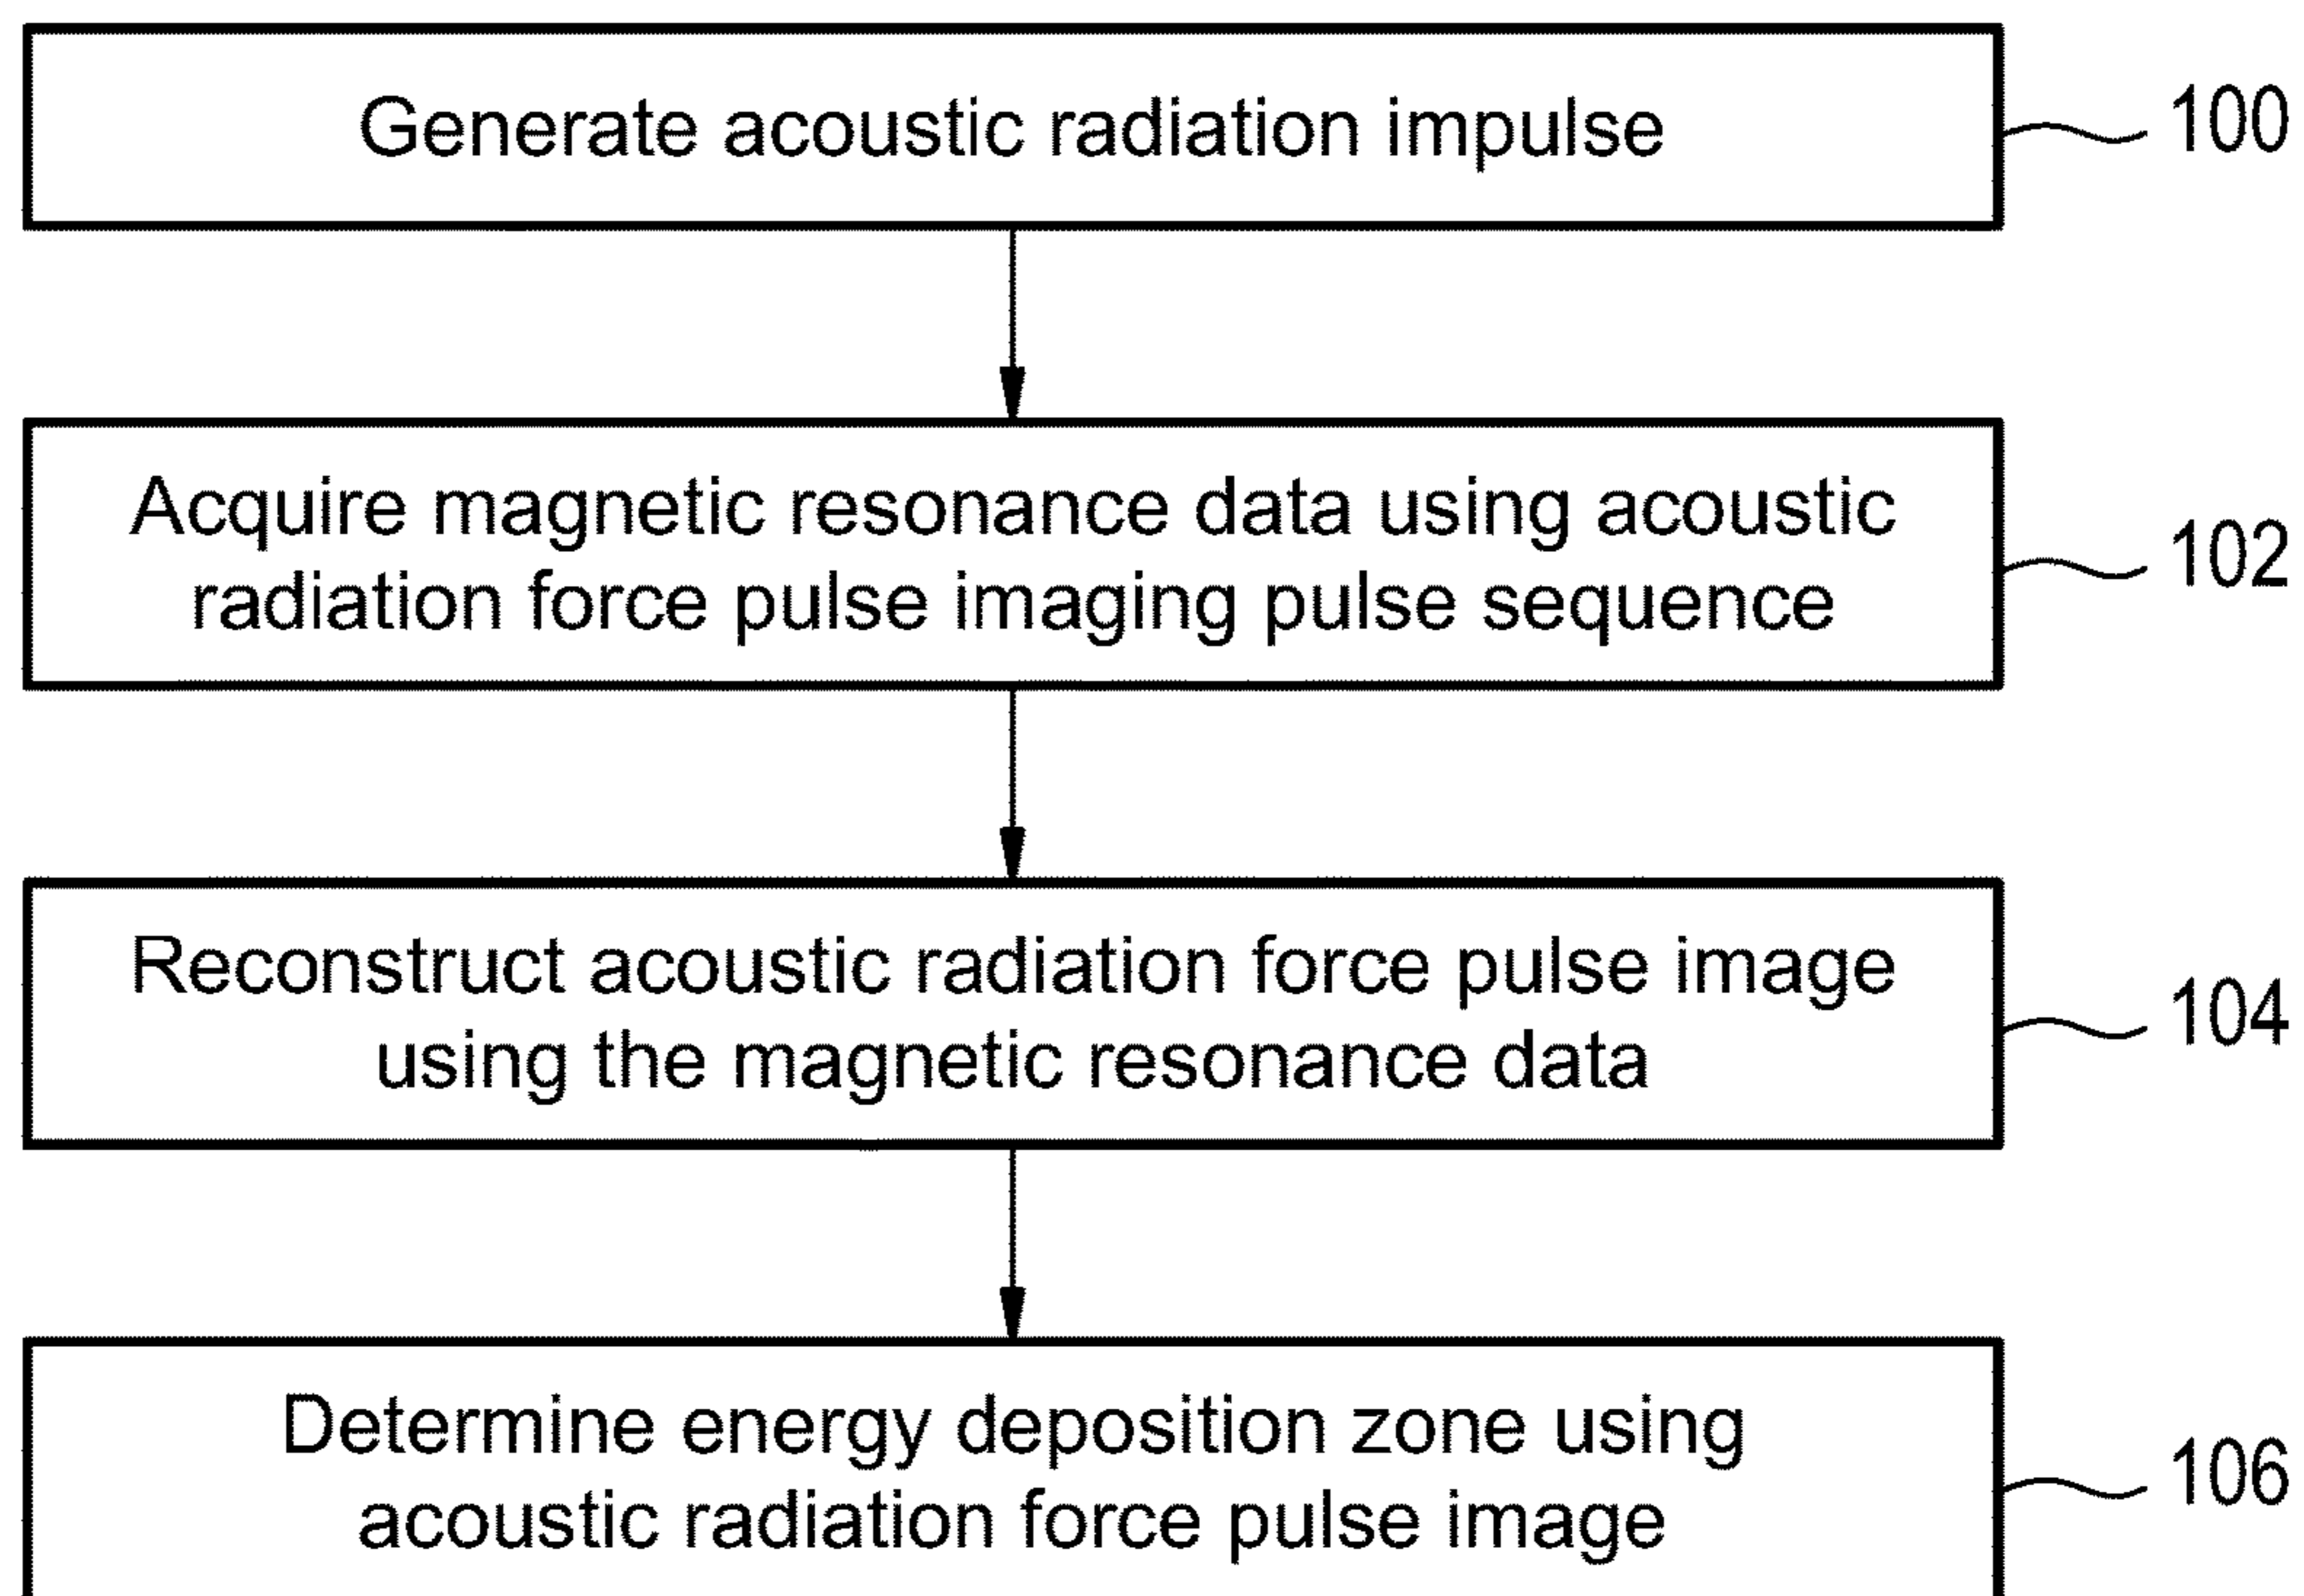 Generate acoustic radiation impulse
100
Acquire magnetic resonance data using acoustic
radiation force pulse imaging pulse sequence
102
Reconstruct acoustic radiation force pulse image
using the magnetic resonance data
104
Determine energy deposition zone using
acoustic radiation force pulse image
106